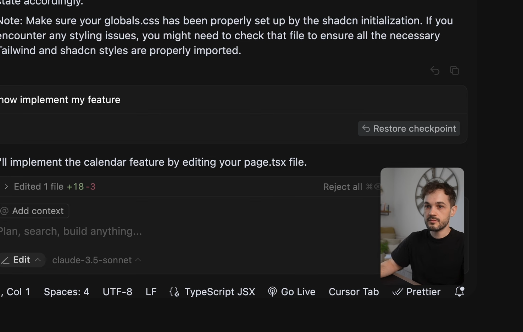 state accordingly.
Note: Make sure your globals.css has been properly set up by the shadcn initialization. If you
encounter any styling issues, you might need to check that file to ensure all the necessary
Tailwind and shadcn styles are properly imported.
now implement my feature
Restore checkpoint
'll implement the calendar feature by editing your page.tsx file.
Edited 1 file +18 -3
Reject all
@ Add context
Plan, search, build anything...
Edit claude-3.5-sonnet
, Col 1 Spaces: 4 UTF-8 LF TypeScript JSX Go Live Cursor Tab Prettier